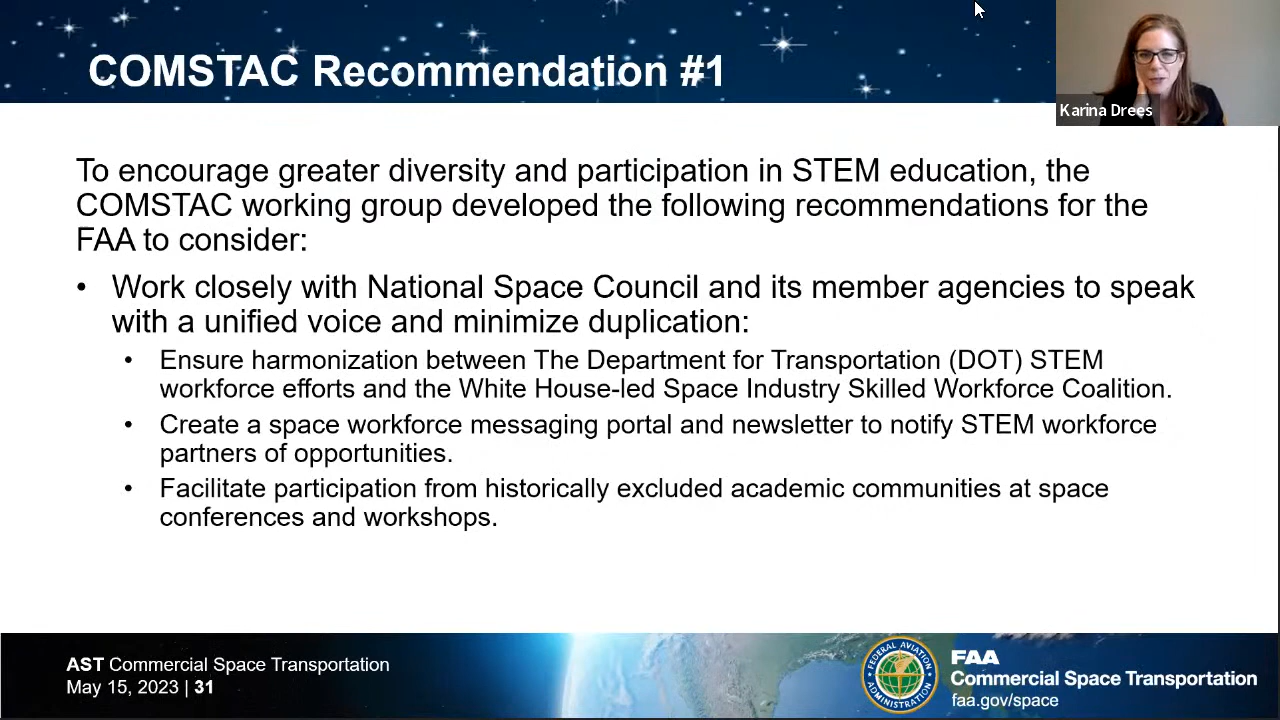 COMSTAC Recommendation #1
Karina Drees
To encourage greater diversity and participation in STEM education, the
COMSTAC working group developed the following recommendations for the
FAA to consider:
• Work closely with National Space Council and its member agencies to speak
with a unified voice and minimize duplication:
• Ensure harmonization between The Department for Transportation (DOT) STEM
workforce efforts and the White House-led Space Industry Skilled Workforce Coalition.
• Create a space workforce messaging portal and newsletter to notify STEM workforce
partners of opportunities.
• Facilitate participation from historically excluded academic communities at space
conferences and workshops.
AST Commercial Space Transportation
May 15, 2023 | 31
FEDERAL AVIATION
ADMINISTRATION
FAA
Commercial Space Transportation
faa.gov/space